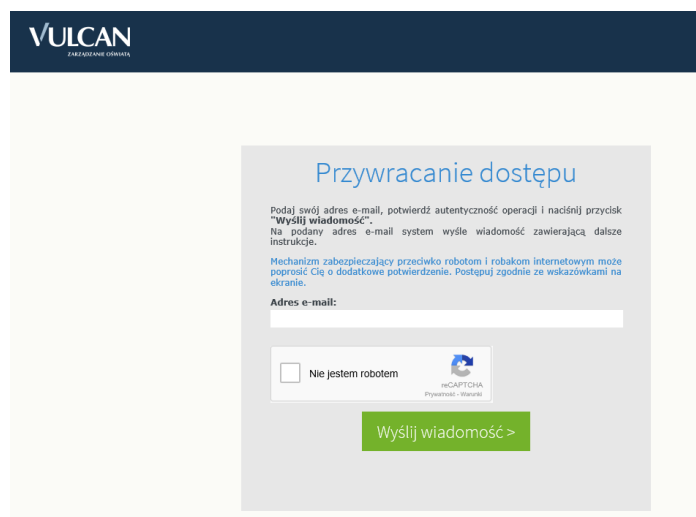 VULCAN
ZARZĄDZANIE OŚWIATĄ
Przywracanie dostępu
Podaj swój adres e-mail, potwierdź autentyczność operacji i naciśnij przycisk
"Wyślij wiadomość".
Na podany adres e-mail system wyśle wiadomość zawierającą dalsze
instrukcje.
Mechanizm zabezpieczający przeciwko robotom i robakom internetowym może
poprosić Cię o dodatkowe potwierdzenie. Postępuj zgodnie ze wskazówkami na
ekranie.
Adres e-mail:
Nie jestem robotem
reCAPTCHA
Prywatność - Warunki
Wyślij wiadomość >